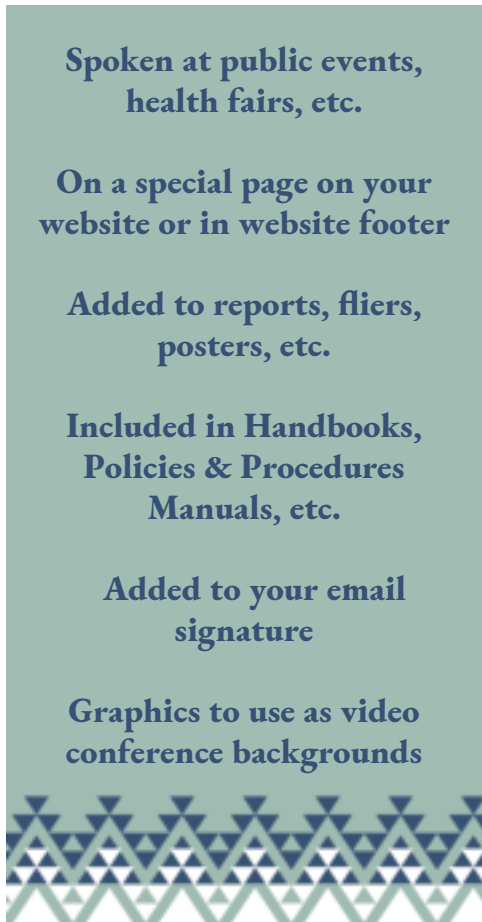 Spoken at public events,
health fairs, etc.
On a special page on your
website or in website footer
Added to reports, fliers,
posters, etc.
Included in Handbooks,
Policies & Procedures
Manuals, etc.
Added to your email
signature
Graphics to use as video
conference backgrounds